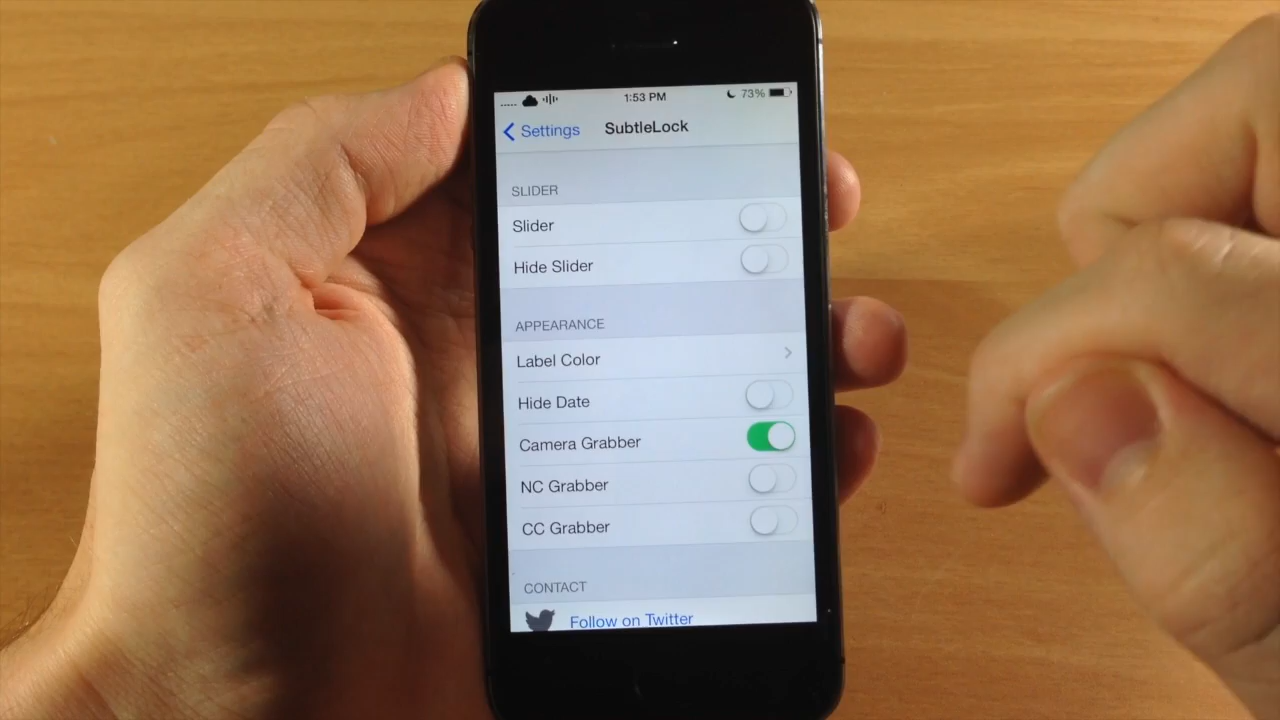 1:53 PM 73%
Settings SubtleLock
SLIDER
Slider
Hide Slider
APPEARANCE
Label Color
Hide Date
Camera Grabber
NC Grabber
CC Grabber
CONTACT
Follow on Twitter